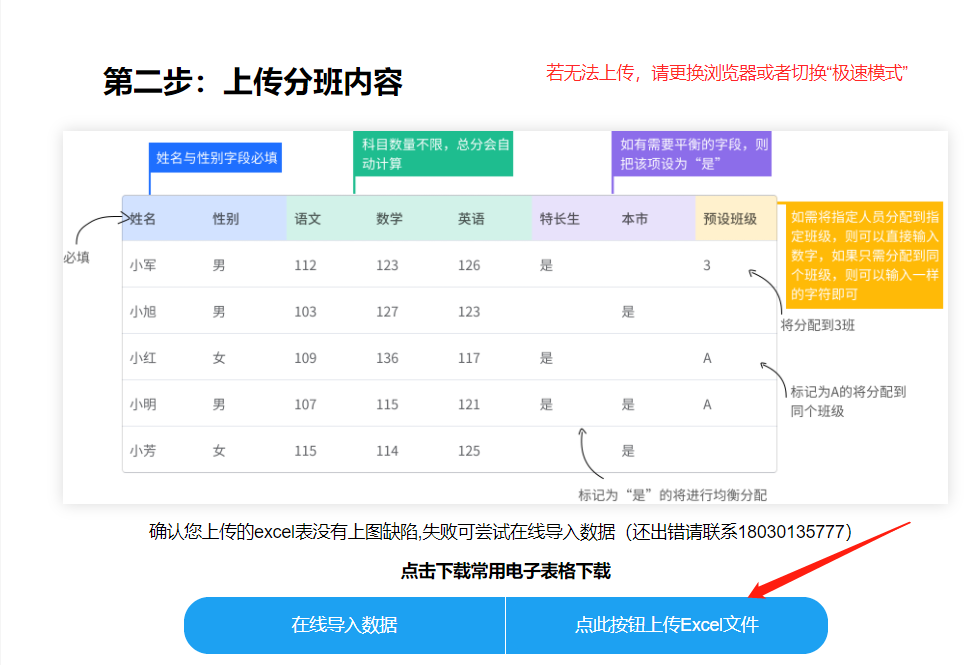 第二步：上传分班内容
若无法上传，请更换浏览器或者切换“极速模式”
姓名与性别字段必填
科目数量不限，总分会自
动计算
如有需要平衡的字段，则
把该项设为“是”
姓名 性别 语文 数学 英语 特长生 本市 预设班级
必填
如需将指定人员分配到指
定班级，则可以直接输入
数字，如果只需分配到同
个班级，则可以输入一样
的字符即可
小军 男 112 123 126 是 3
小旭 男 103 127 123 是
将分配到3班
小红 女 109 136 117 是 A
标记为A的将分配到
同个班级
小明 男 107 115 121 是 是 A
小芳 女 115 114 125 是
标记为“是”的将进行均衡分配
确认您上传的excel表没有上图缺陷,失败可尝试在线导入数据（还出错请联系18030135777）
点击下载常用电子表格下载
在线导入数据
点此按钮上传Excel文件